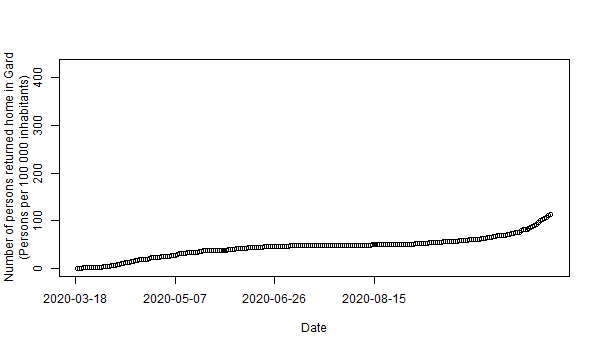 Number of persons returned home in Gard
(Persons per 100 000 inhabitants)
400
300
200
100
0
2020-03-18 2020-05-07 2020-06-26 2020-08-15
Date